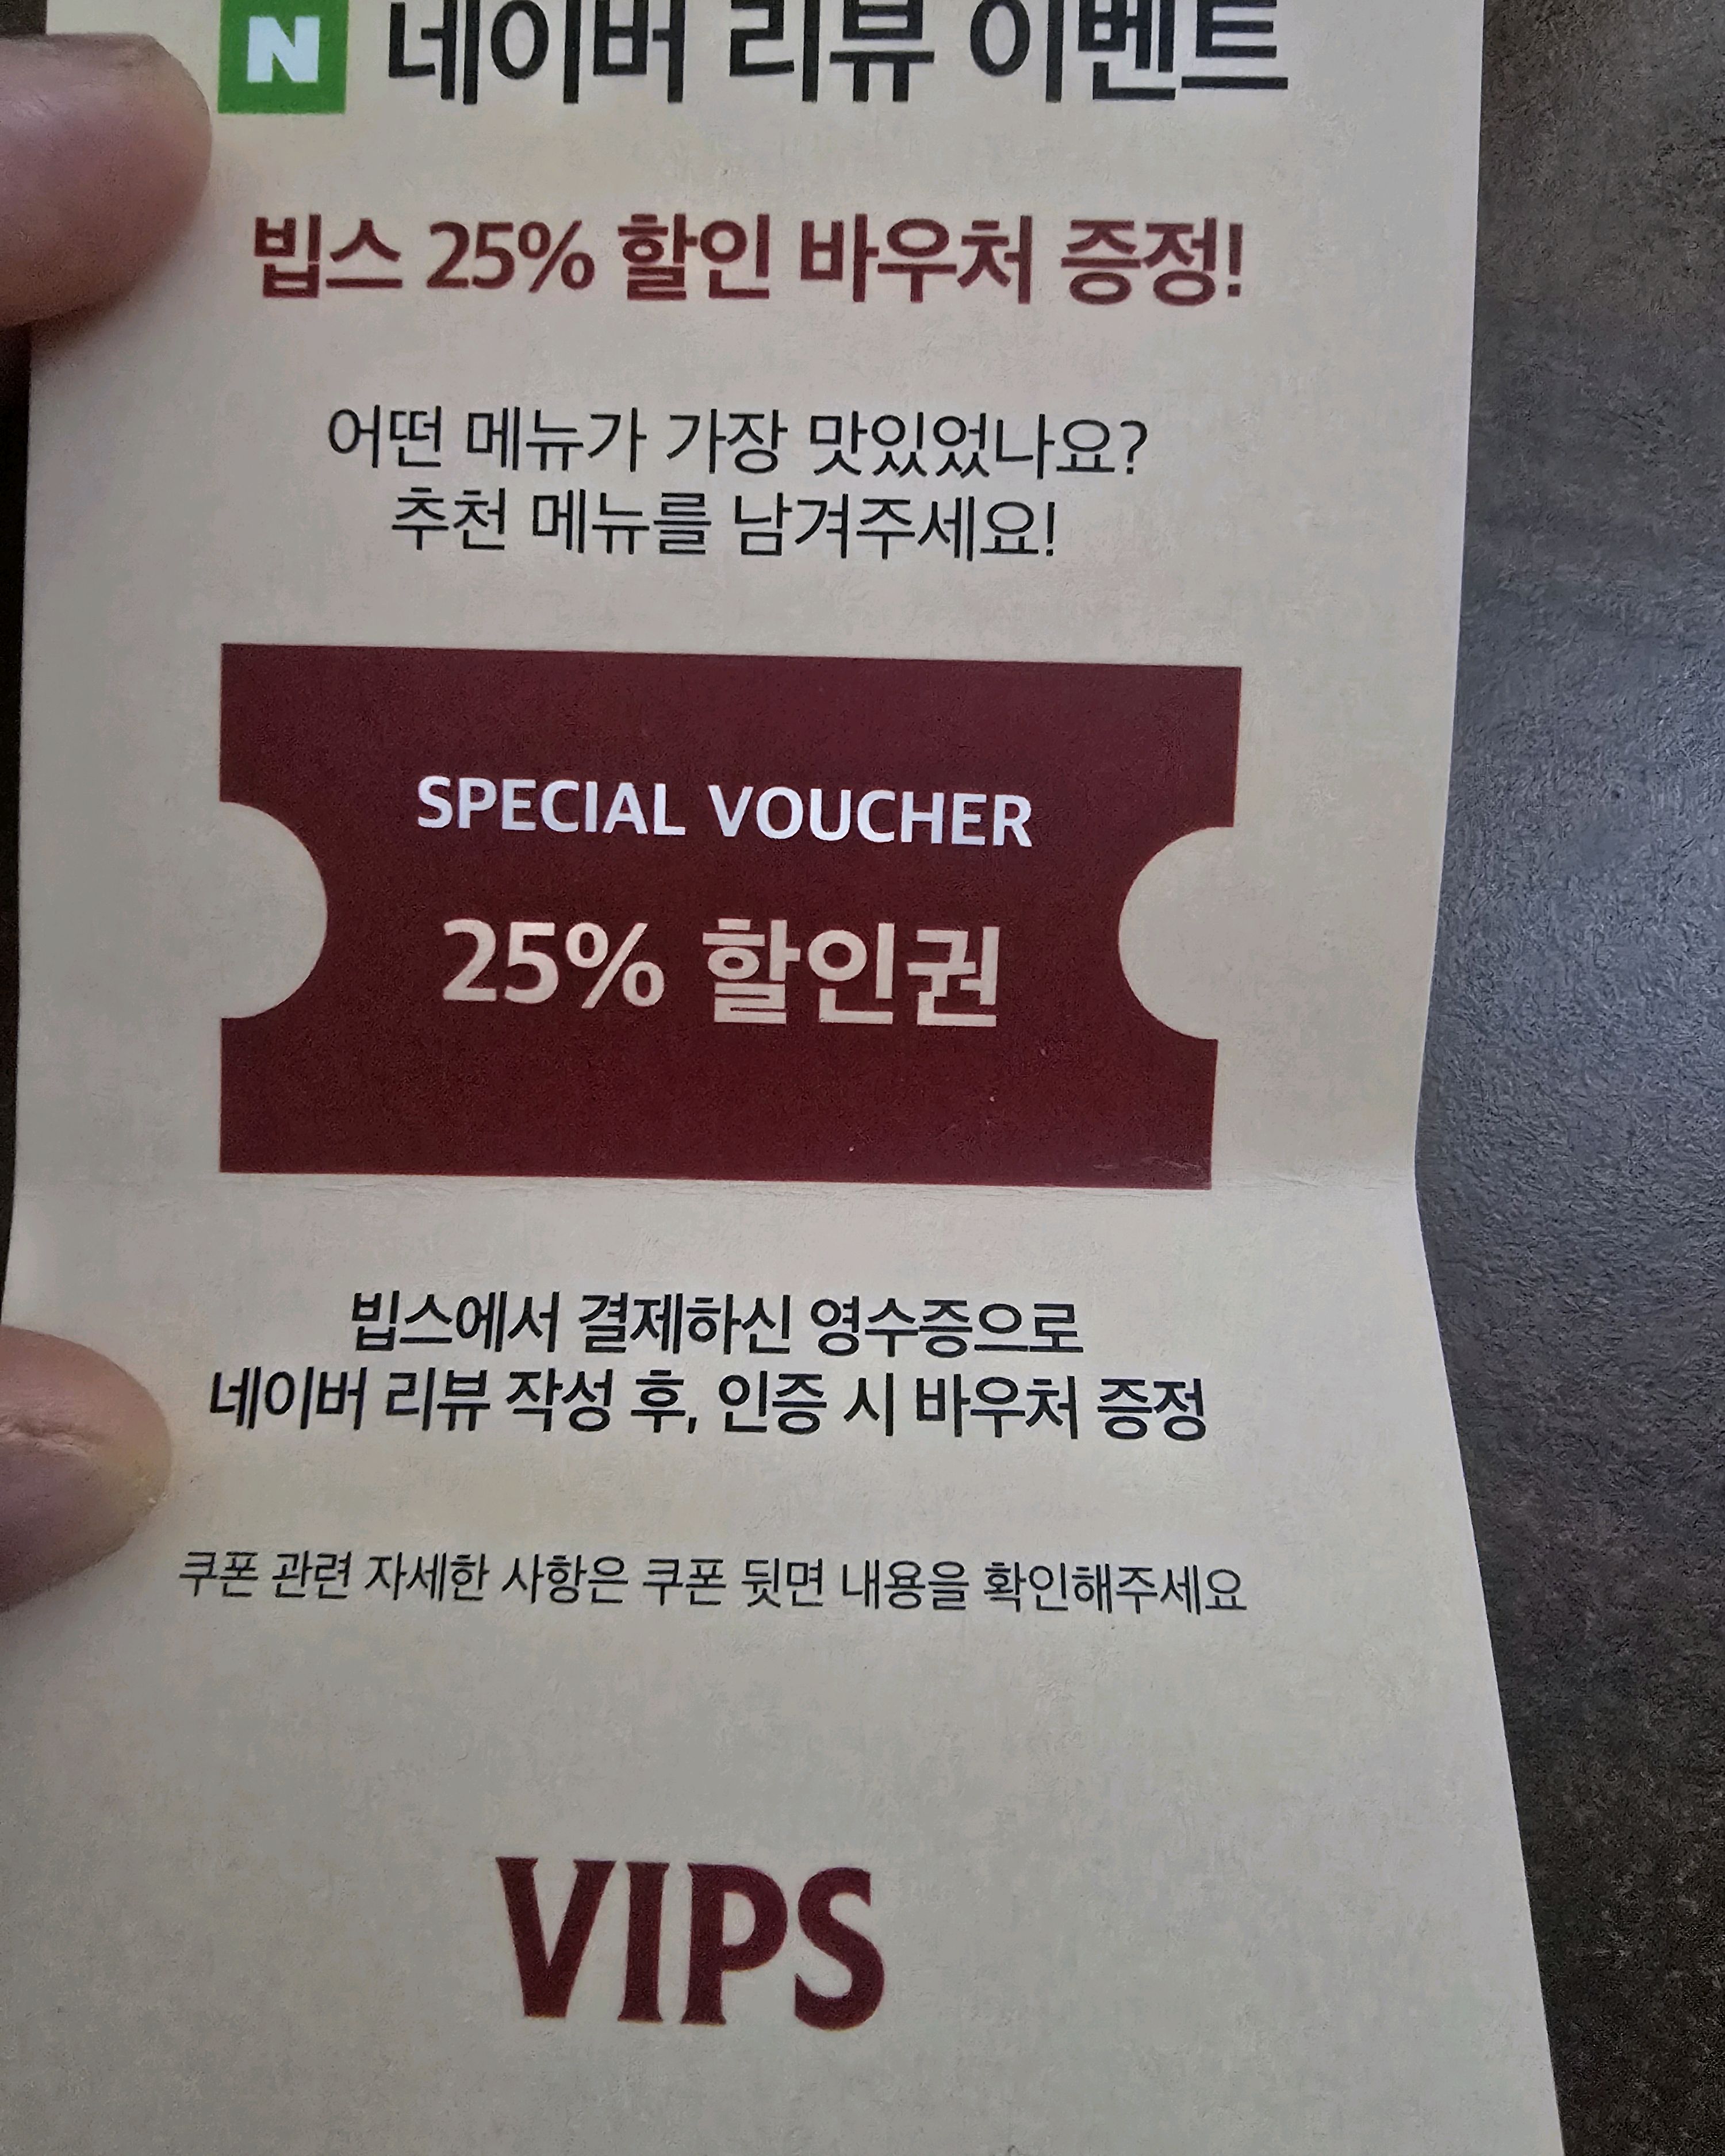 N 네이버 리뷰 이벤트
빕스 25% 할인 바우처 증정!
어떤 메뉴가 가장 맛있었나요?
추천 메뉴를 남겨주세요!
SPECIAL VOUCHER
25% 할인권
빕스에서 결제하신 영수증으로
네이버 리뷰 작성 후, 인증 시 바우처 증정
쿠폰 관련 자세한 사항은 쿠폰 뒷면 내용을 확인해주세요
VIPS